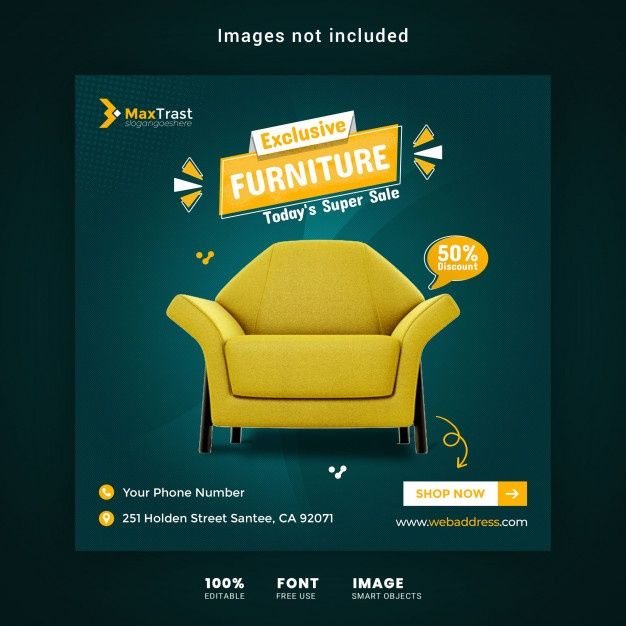 Images not included
MaxTrast
slogangoeshere
Exclusive
FURNITURE
Today's Super Sale
50%
Discount
Your Phone Number
251 Holden Street Santee, CA 92071
SHOP NOW
www.webaddress.com
100%
EDITABLE
FONT
FREE USE
IMAGE
SMART OBJECTS